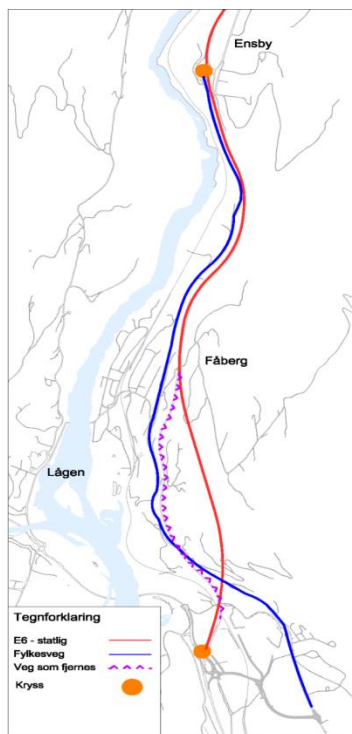 Ensby
Fåberg
Lågen
Tegnforklaring
E6 - statlig
Fylkesveg
Veg som fjernes
Kryss